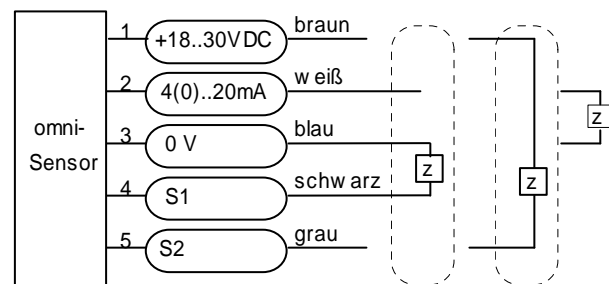 omni-
Sensor
1 +18..30VDC braun
2 4(0)..20mA weiß
3 0 V blau
4 S1 schwarz
5 S2 grau
z
z
z